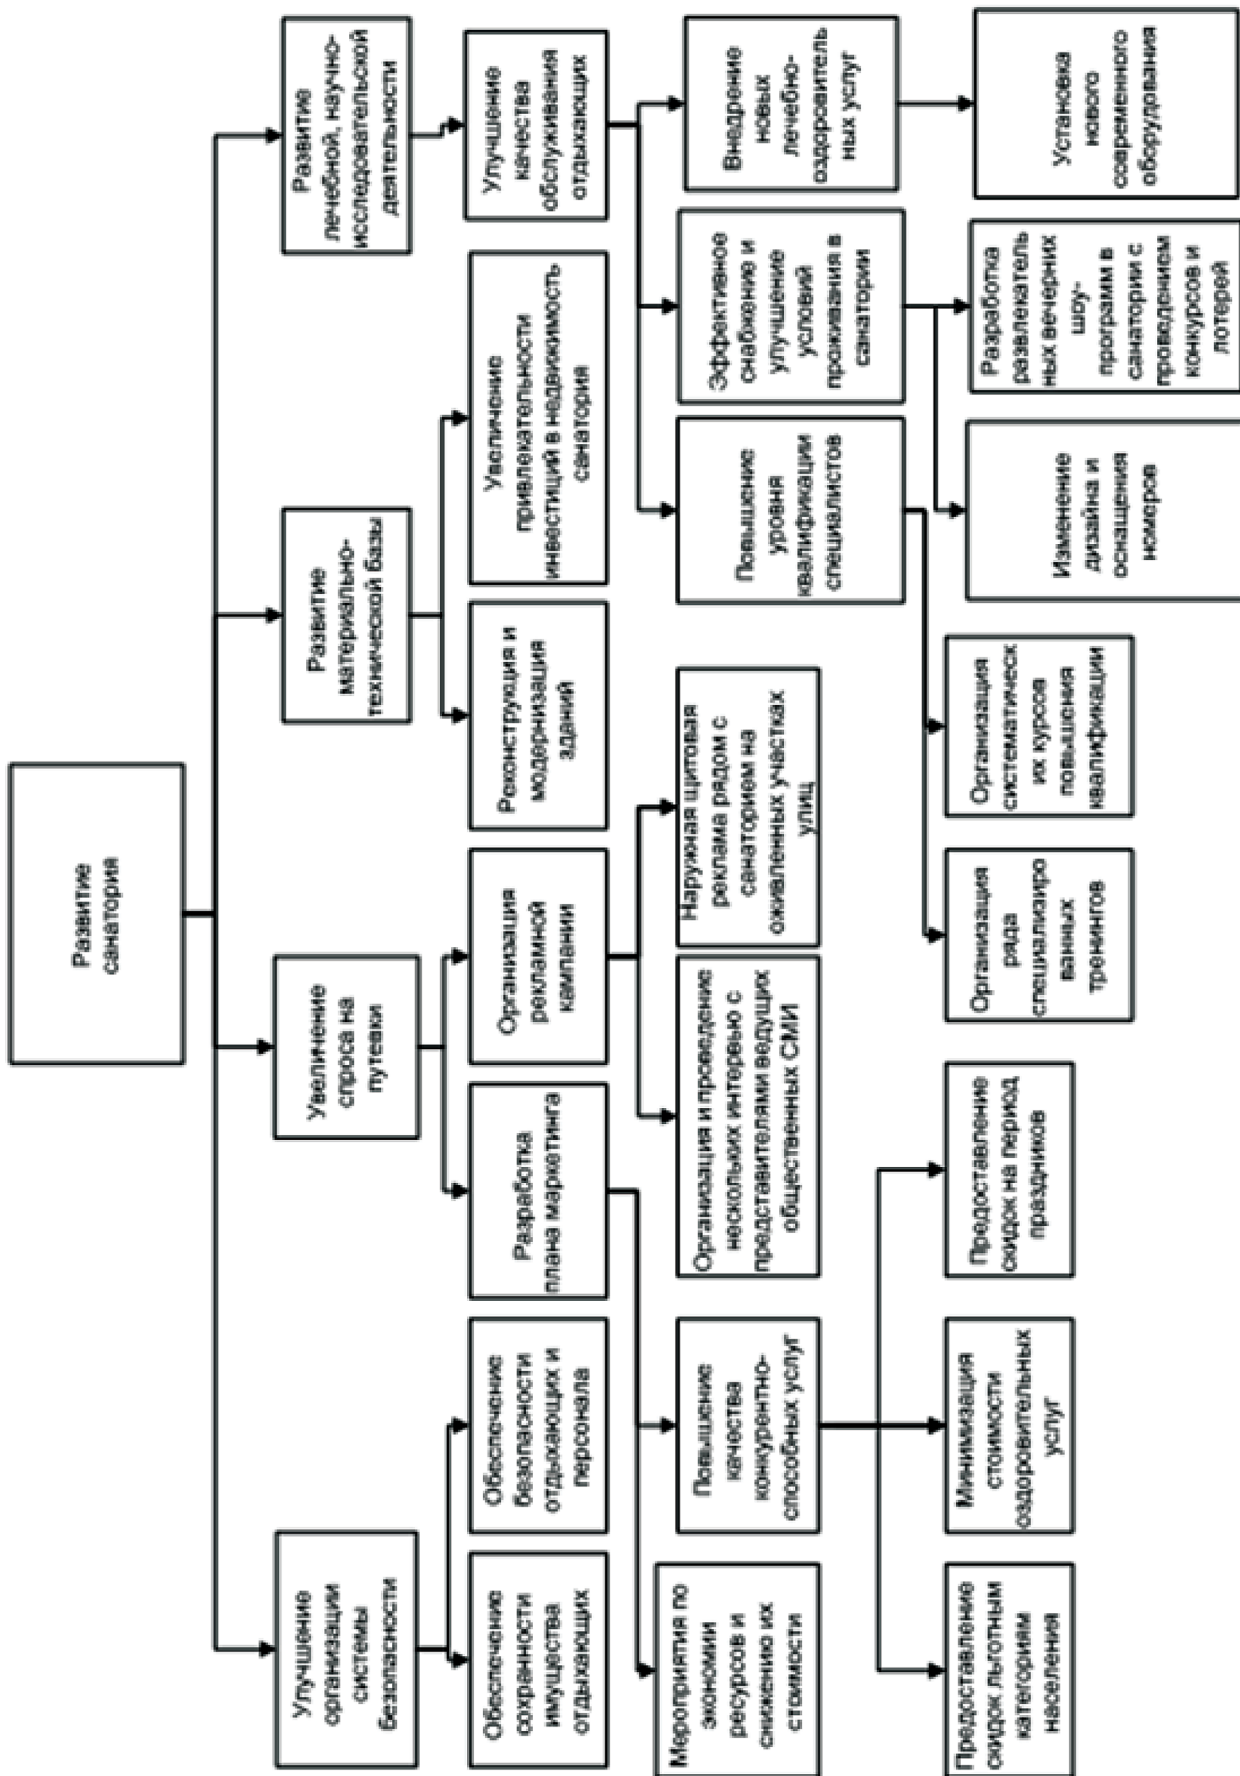 Развитие
санатория
Улучшение
организации
системы
безопасности
Увеличение
спроса на
путевки
Развитие
материально-
технической базы
Развитие
лечебной, научно-
исследовательской
деятельности
Обеспечение
сохранности
имущества
отдыхающих
Обеспечение
безопасности
отдыхающих и
персонала
Разработка
плана маркетинга
Организация
рекламной
кампании
Реконструкция и
модернизация
зданий
Увеличение
привлекательности
инвестиций в недвижимость
санатория
Улучшение
качества
обслуживания
отдыхающих
Мероприятия по
экономии
ресурсов и
снижению их
стоимости
Повышение
качества
конкурентно-
способных услуг
Организация и проведение
нескольких интервью с
представителями ведущих
общественных СМИ
Наружная щитовая
реклама рядом с
санаторием на
оживленных участках
улиц
Повышение
уровня
квалификации
специалистов
Эффективное
снабжение и
улучшение
условий
проживания в
санатории
Внедрение
новых
лечебно-
оздоровитель
ных услуг
Предоставление
скидок льготным
категориям
населения
Минимизация
стоимости
оздоровительных
услуг
Предоставление
скидок на период
праздников
Организация
ряда
специализиро
ванных
тренингов
Организация
систематическ
их курсов
повышения
квалификации
Изменение
дизайна и
оснащения
номеров
Разработка
развлекатель
ных вечерних
шоу-
программ в
санатории с
проведением
конкурсов и
лотерей
Установка
нового
современного
оборудования